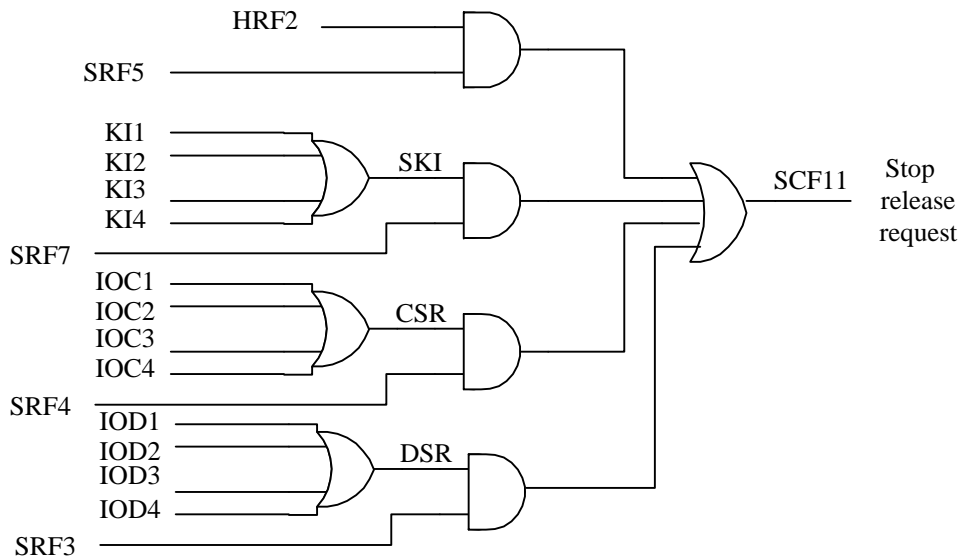 HRF2
SRF5
KI1
KI2
KI3
KI4
SKI
SRF7
IOC1
IOC2
IOC3
IOC4
CSR
SRF4
IOD1
IOD2
IOD3
IOD4
DSR
SRF3
SCF11
Stop
release
request